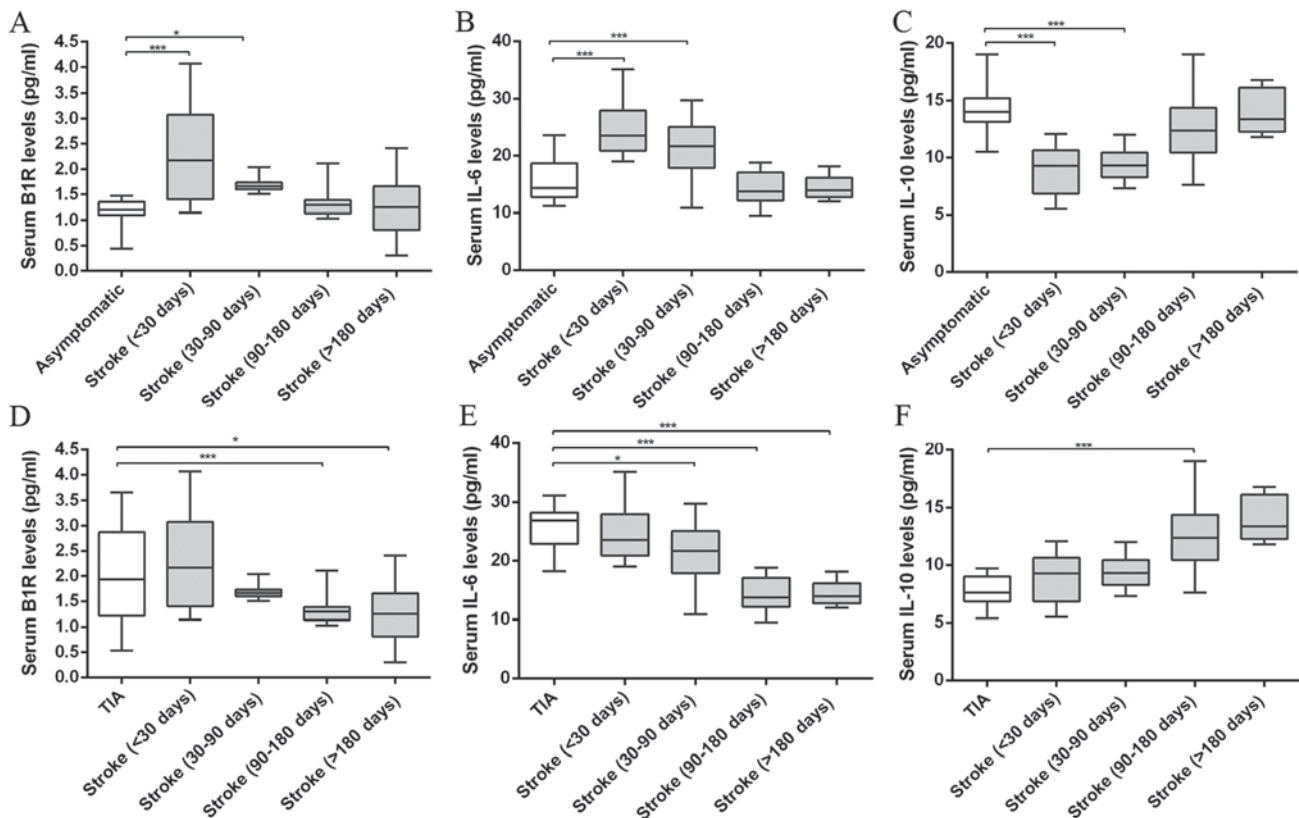 A
Serum B1R levels (pg/ml)
4.5
4.0
3.5
3.0
2.5
2.0
1.5
1.0
0.5
0.0
*
***
Asymptomatic
Stroke (<30 days)
Stroke (30-90 days)
Stroke (90-180 days)
Stroke (>180 days)
B
Serum IL-6 levels (pg/ml)
40
30
20
10
0
***
***
Asymptomatic
Stroke (<30 days)
Stroke (30-90 days)
Stroke (90-180 days)
Stroke (>180 days)
C
Serum IL-10 levels (pg/ml)
20
15
10
5
0
***
***
Asymptomatic
Stroke (<30 days)
Stroke (30-90 days)
Stroke (90-180 days)
Stroke (>180 days)
D
Serum B1R levels (pg/ml)
4.5
4.0
3.5
3.0
2.5
2.0
1.5
1.0
0.5
0.0
*
***
TIA
Stroke (<30 days)
Stroke (30-90 days)
Stroke (90-180 days)
Stroke (>180 days)
E
Serum IL-6 levels (pg/ml)
40
30
20
10
0
***
***
*
TIA
Stroke (<30 days)
Stroke (30-90 days)
Stroke (90-180 days)
Stroke (>180 days)
F
Serum IL-10 levels (pg/ml)
20
15
10
5
0
***
TIA
Stroke (<30 days)
Stroke (30-90 days)
Stroke (90-180 days)
Stroke (>180 days)